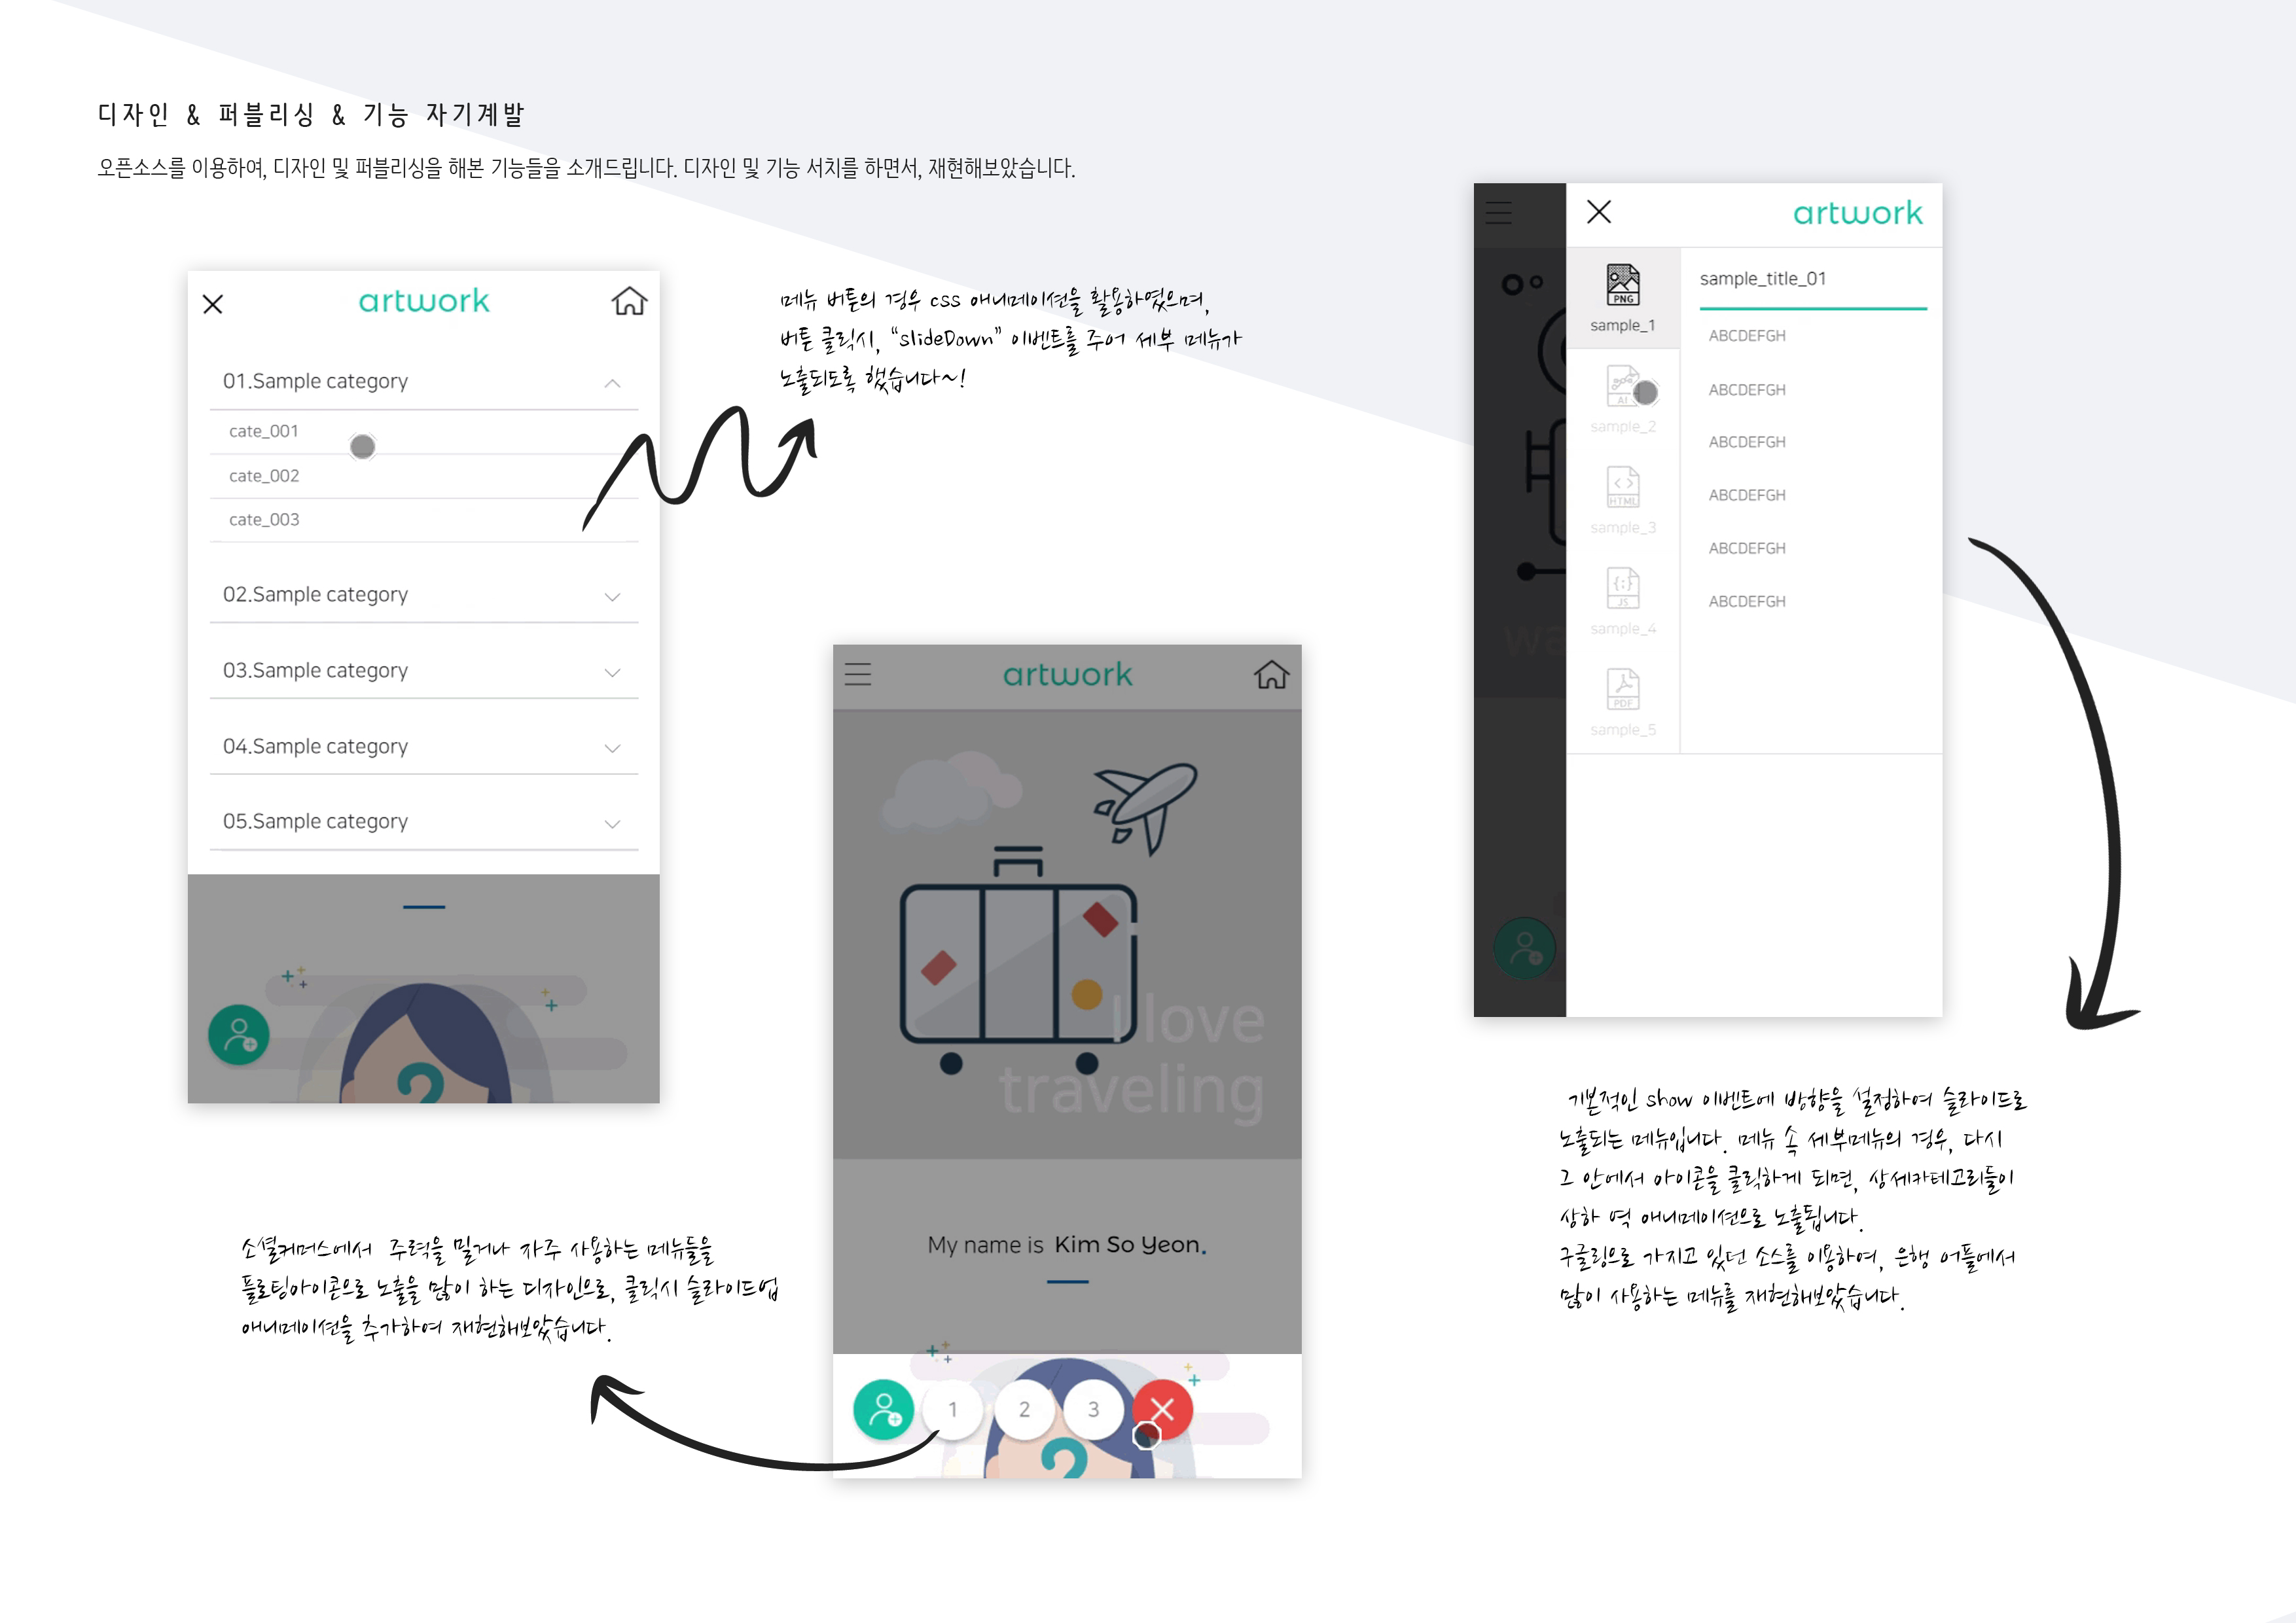 디자인 & 퍼블리싱 & 기능 자기계발
오픈소스를 이용하여, 디자인 및 퍼블리싱을 해본 기능들을 소개드립니다. 디자인 및 기능 서치를 하면서, 재현해보았습니다.
artwork
01.Sample category
cate_001
cate_002
cate_003
02.Sample category
03.Sample category
04.Sample category
05.Sample category
?
메뉴 버튼의 경우 css 애니메이션을 활용하였으며,
버튼 클릭시, “slideDown” 이벤트를 주어 세부 메뉴가
노출되도록 했습니다~!
artwork
I love
traveling
My name is Kim So Yeon.
1
2
3
?
소셜커머스에서 주력을 밀거나 자주 사용하는 메뉴들을
플로팅아이콘으로 노출을 많이 하는 디자인으로, 클릭시 슬라이드업
애니메이션을 추가하여 재현해보았습니다.
artwork
wa
PNG
sample_1
AI
sample_2
HTML
sample_3
JS
sample_4
PDF
sample_5
sample_title_01
ABCDEFGH
ABCDEFGH
ABCDEFGH
ABCDEFGH
ABCDEFGH
ABCDEFGH
기본적인 show 이벤트에 방향을 설정하여 슬라이드로
노출되는 메뉴입니다. 메뉴 속 세부메뉴의 경우, 다시
그 안에서 아이콘을 클릭하게 되면, 상세카테고리들이
상하 역 애니메이션으로 노출됩니다.
구글링으로 가지고 있던 소스를 이용하여, 은행 어플에서
많이 사용하는 메뉴를 재현해보았습니다.